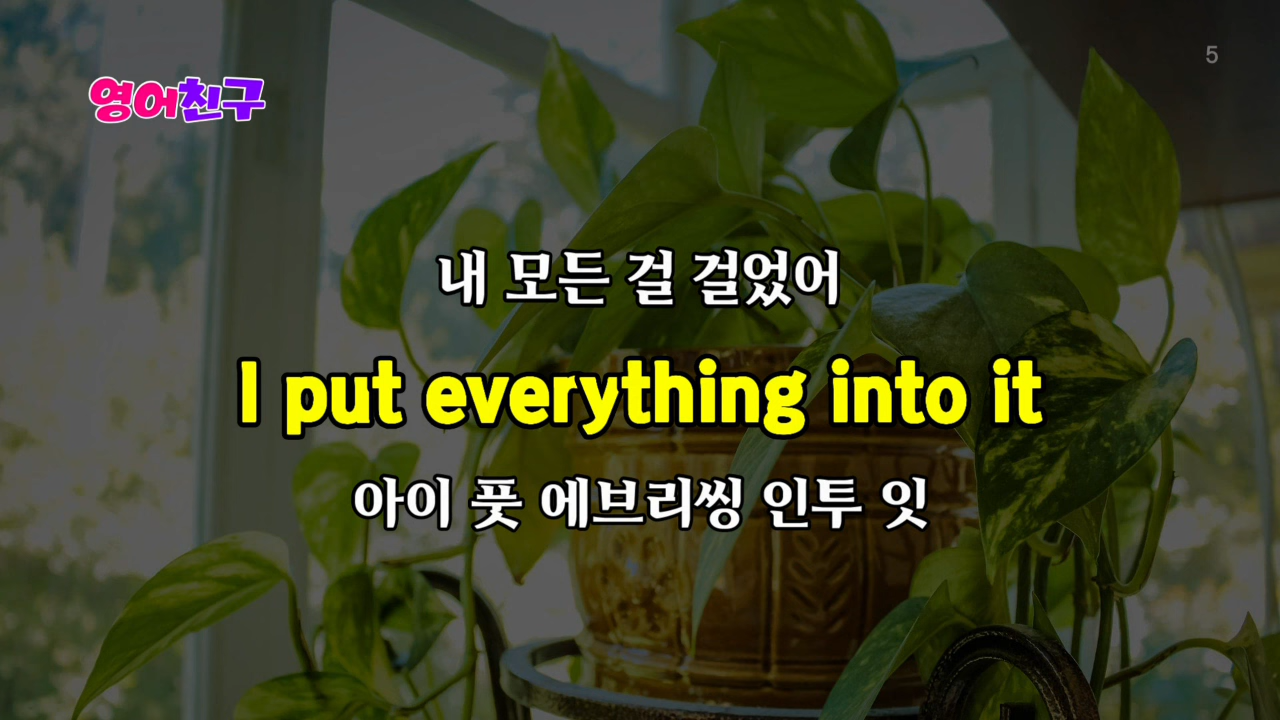 5
영어친구
내 모든 걸 걸었어
I put everything into it
아이 풋 에브리씽 인투 잇